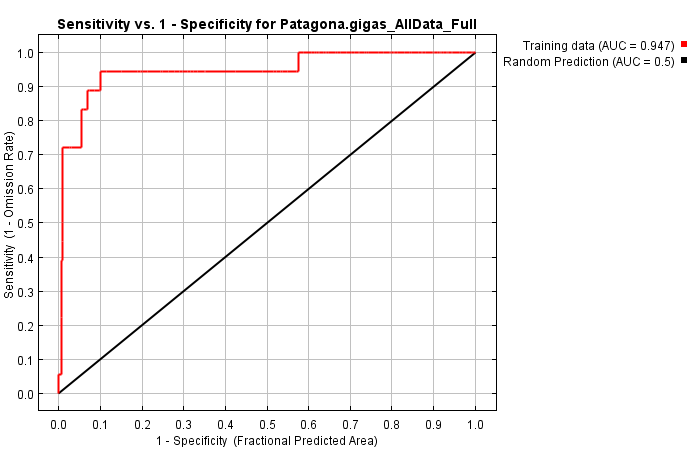 Sensitivity vs. 1 - Specificity for Patagona.gigas_AllData_Full
Training data (AUC = 0.947)
Random Prediction (AUC = 0.5)
Sensitivity (1 - Omission Rate)
1.0
0.9
0.8
0.7
0.6
0.5
0.4
0.3
0.2
0.1
0.0
0.0 0.1 0.2 0.3 0.4 0.5 0.6 0.7 0.8 0.9 1.0
1 - Specificity (Fractional Predicted Area)